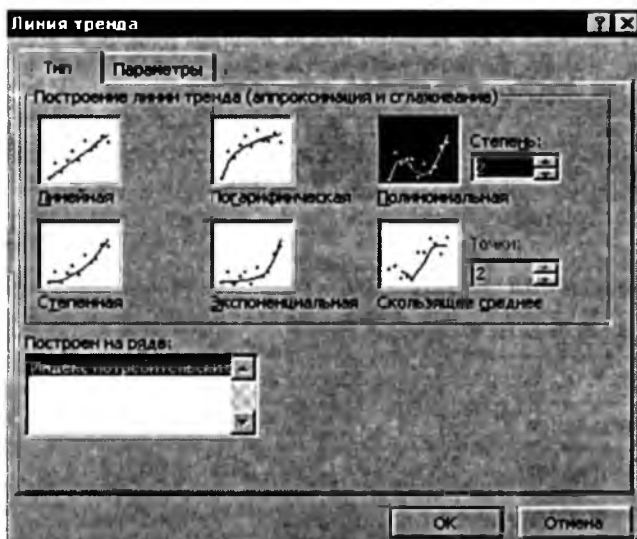 Линия тренда
Тип Параметры
Построение линии тренда (аппроксимация и сглаживание)
Линейная
Логарифмическая
Полиномиальная
Степень:
Степенная
Экспоненциальная
Скользящее среднее
Точки:
2
Построен на ряде:
Индекс потребительских
OK Отмена